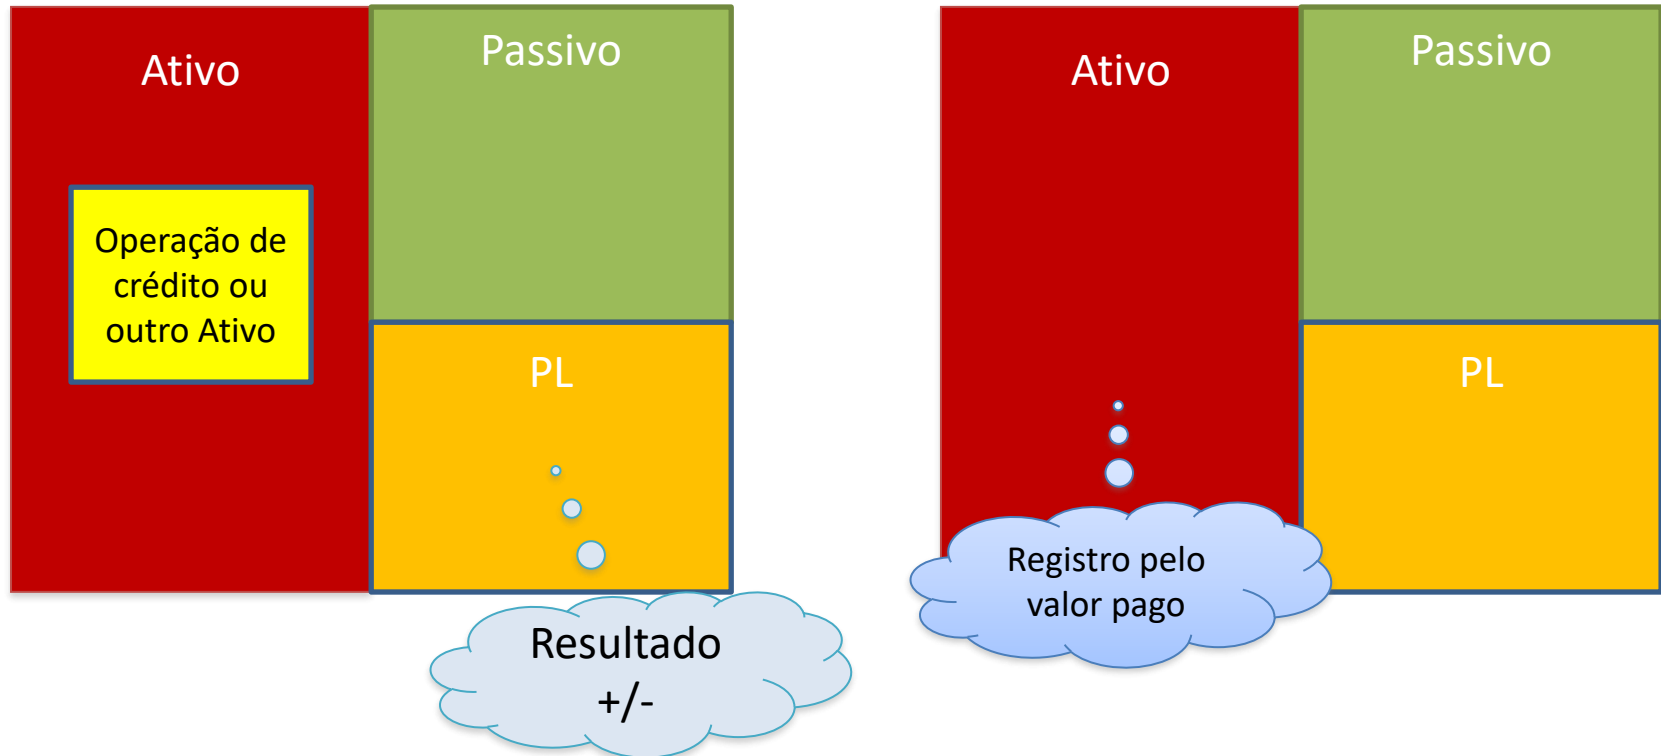 Ativo
Passivo
Operação de
crédito ou
outro Ativo
PL
Resultado
+/-
Ativo
Passivo
PL
Registro pelo
valor pago